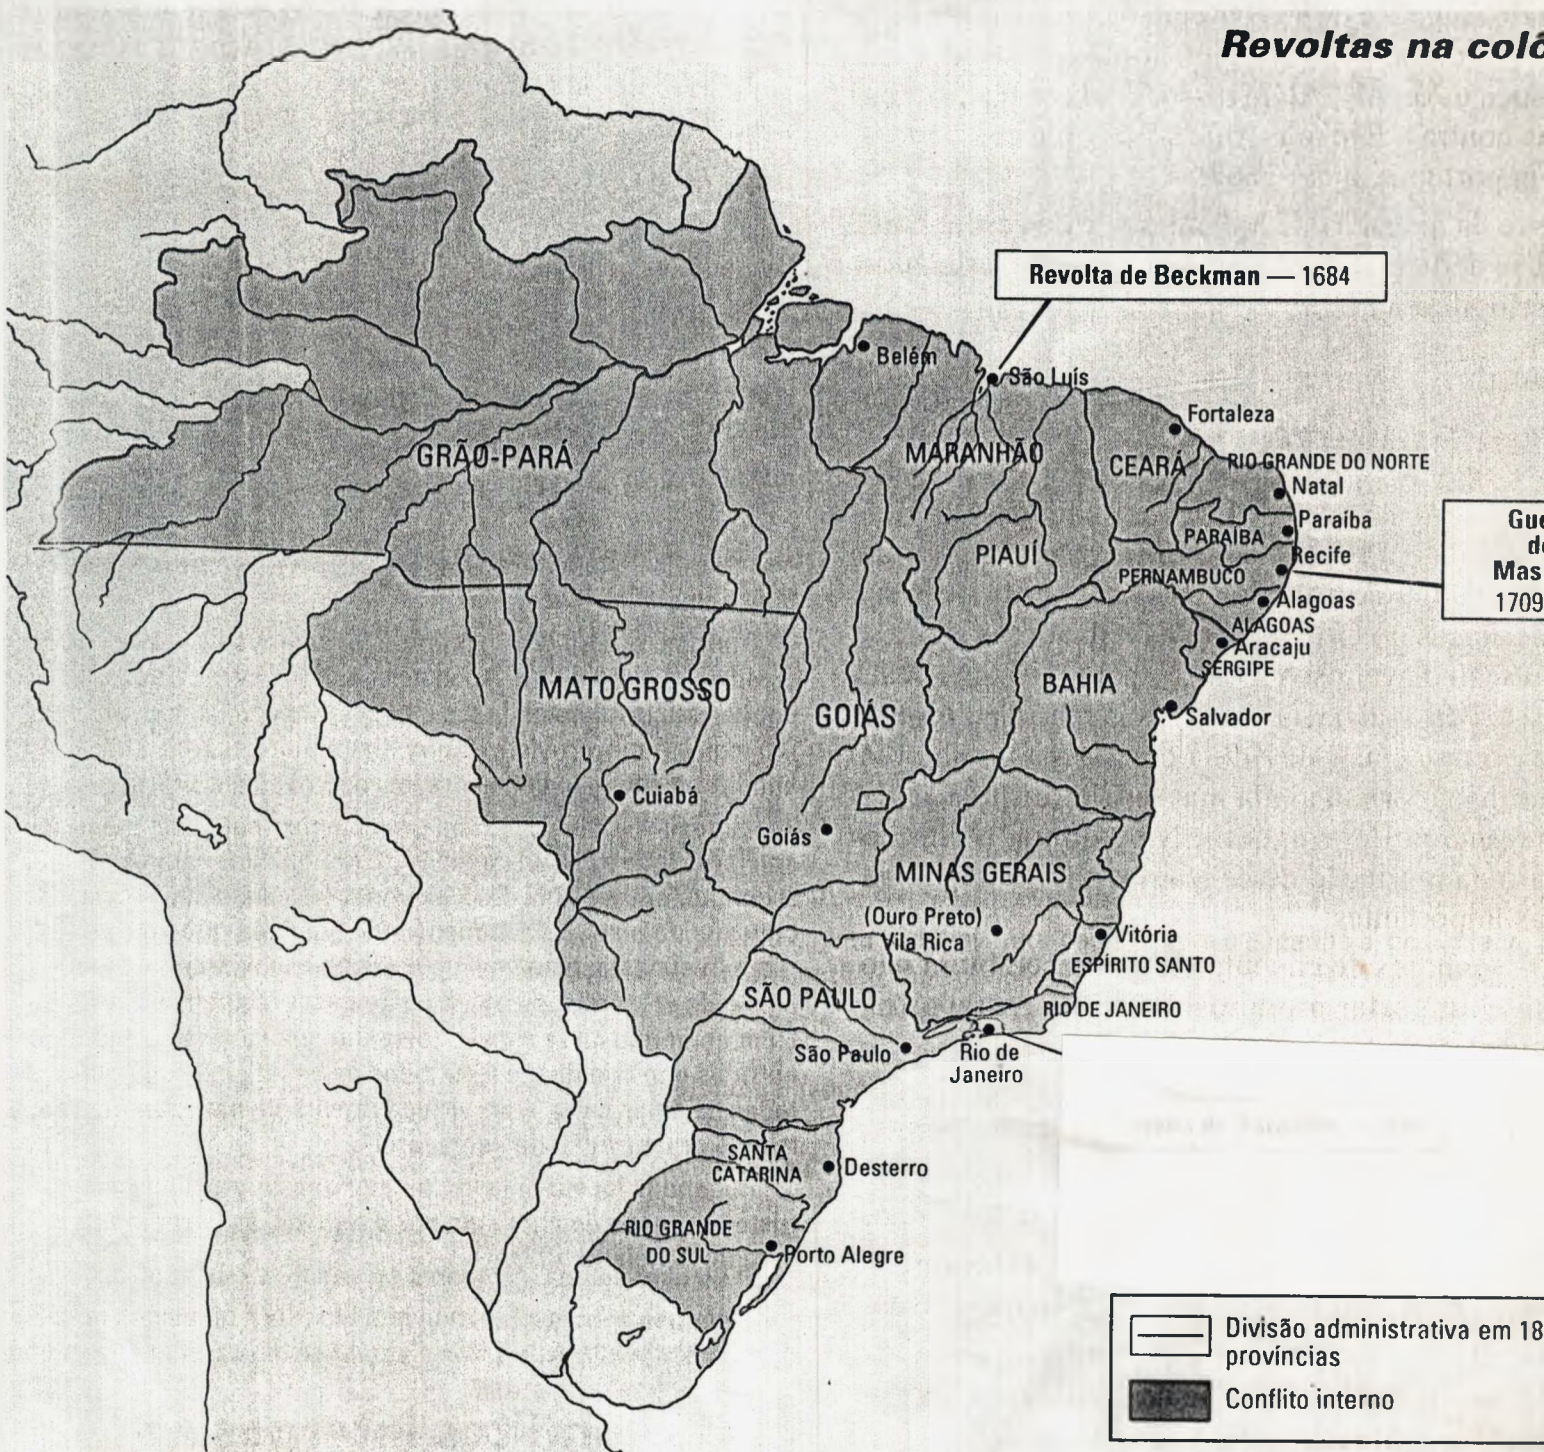 Revoltas na colô
Revolta de Beckman — 1684
Belém
São Luís
Fortaleza
GRÃO-PARÁ
MARANHÃO
CEARÁ
RIO GRANDE DO NORTE
Natal
Paraíba
PARAÍBA
Gue
de
Mas
1709
PIAUÍ
Recife
PERNAMBUCO
Alagoas
ALAGOAS
Aracaju
SERGIPE
MATO GROSSO
GOIÁS
BAHIA
Salvador
Cuiabá
Goiás
MINAS GERAIS
(Ouro Preto)
Vila Rica
Vitória
ESPÍRITO SANTO
SÃO PAULO
RIO DE JANEIRO
São Paulo
Rio de
Janeiro
SANTA
CATARINA
Desterro
RIO GRANDE
DO SUL
Porto Alegre
Divisão administrativa em 18
províncias
Conflito interno